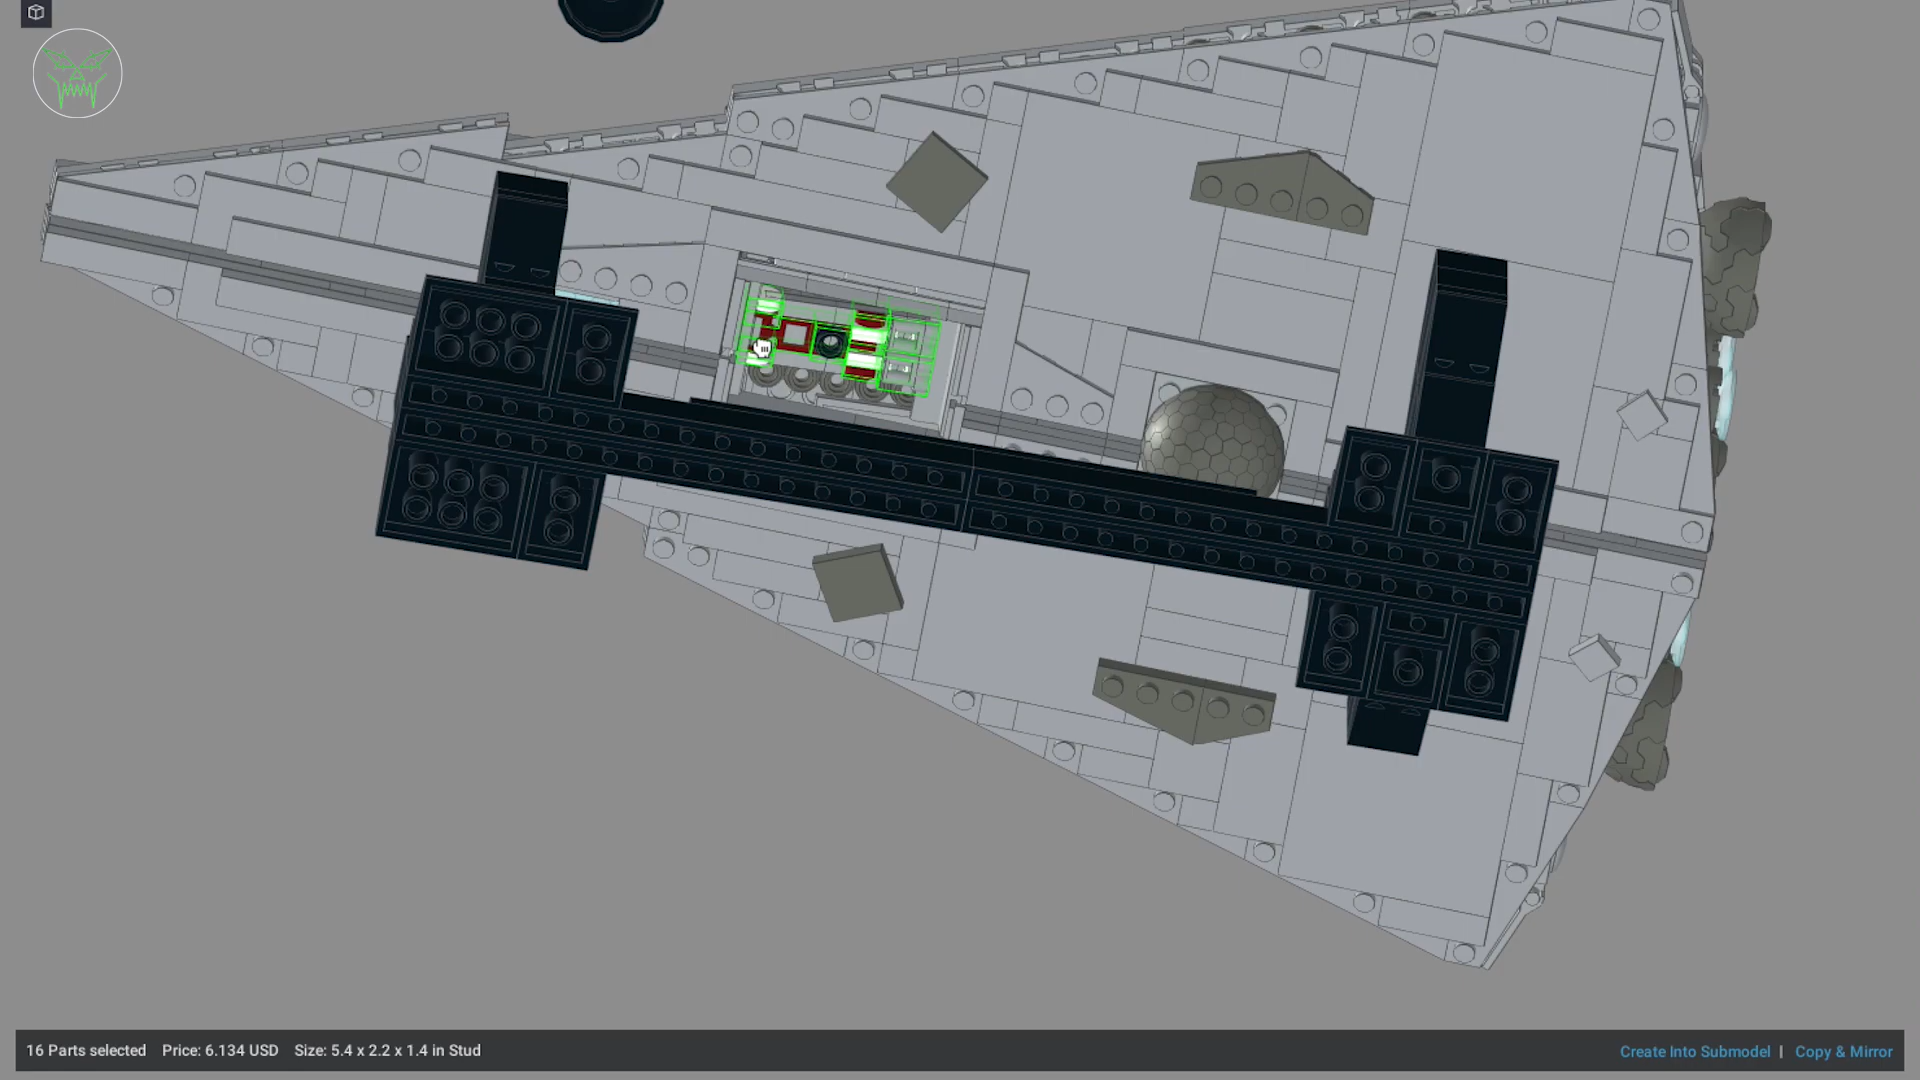 16 Parts selected Price: 6.134 USD Size: 5.4 x 2.2 x 1.4 in Stud Create Into Submodel | Copy & Mirror